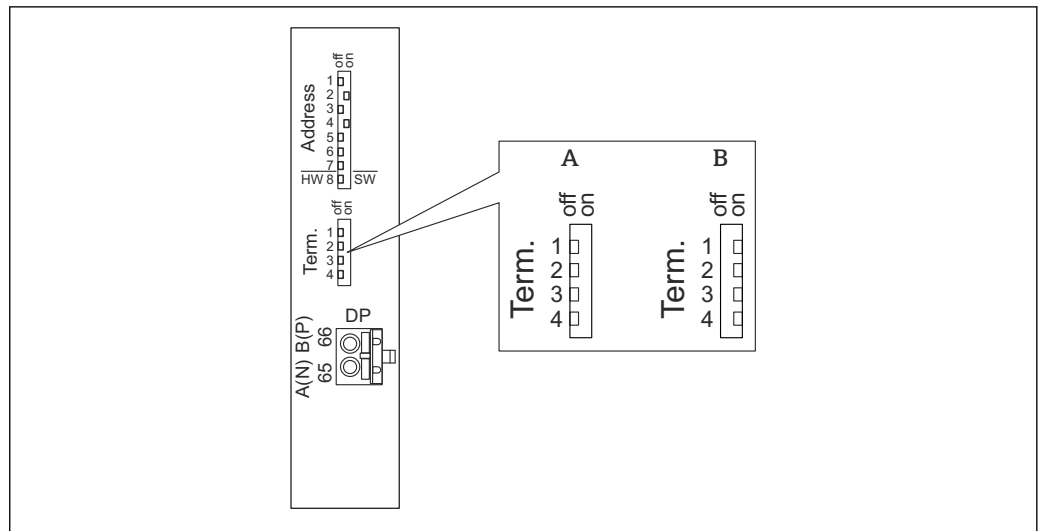 off
on
Address
1
2
3
4
5
6
7
HW 8 SW
off
on
Term.
1
2
3
4
DP
B(P) 66
A(N) 65
A
off
on
Term.
1
2
3
4
B
off
on
Term.
1
2
3
4